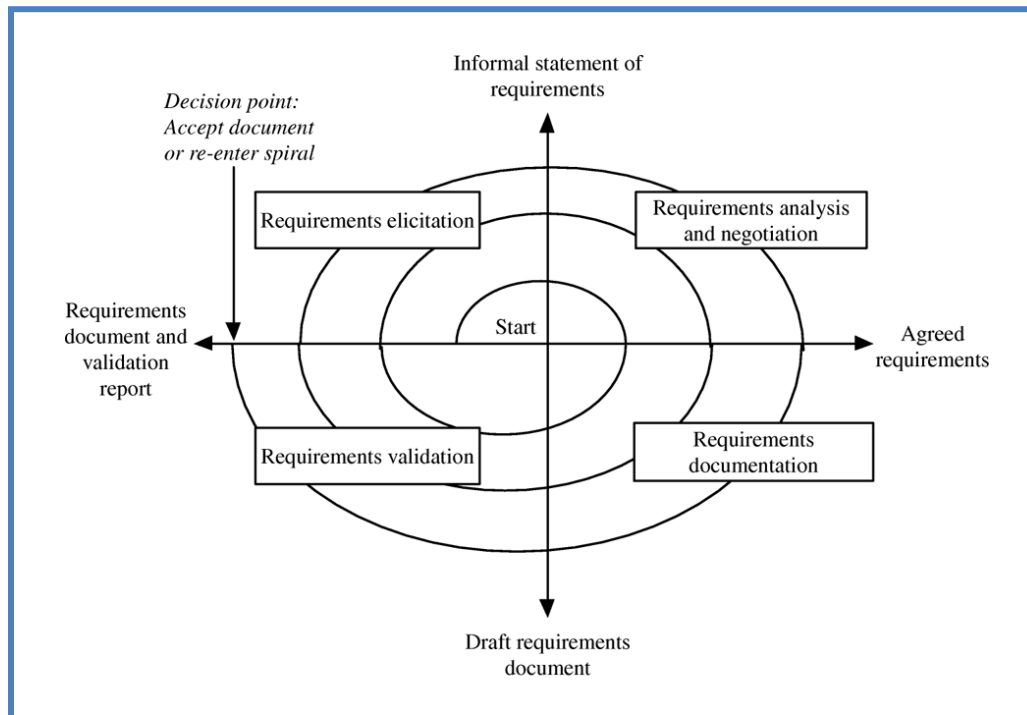 Informal statement of
requirements
Decision point:
Accept document
or re-enter spiral
Requirements elicitation
Requirements analysis
and negotiation
Requirements
document and
validation
report
Start
Agreed
requirements
Requirements validation
Requirements
documentation
Draft requirements
document